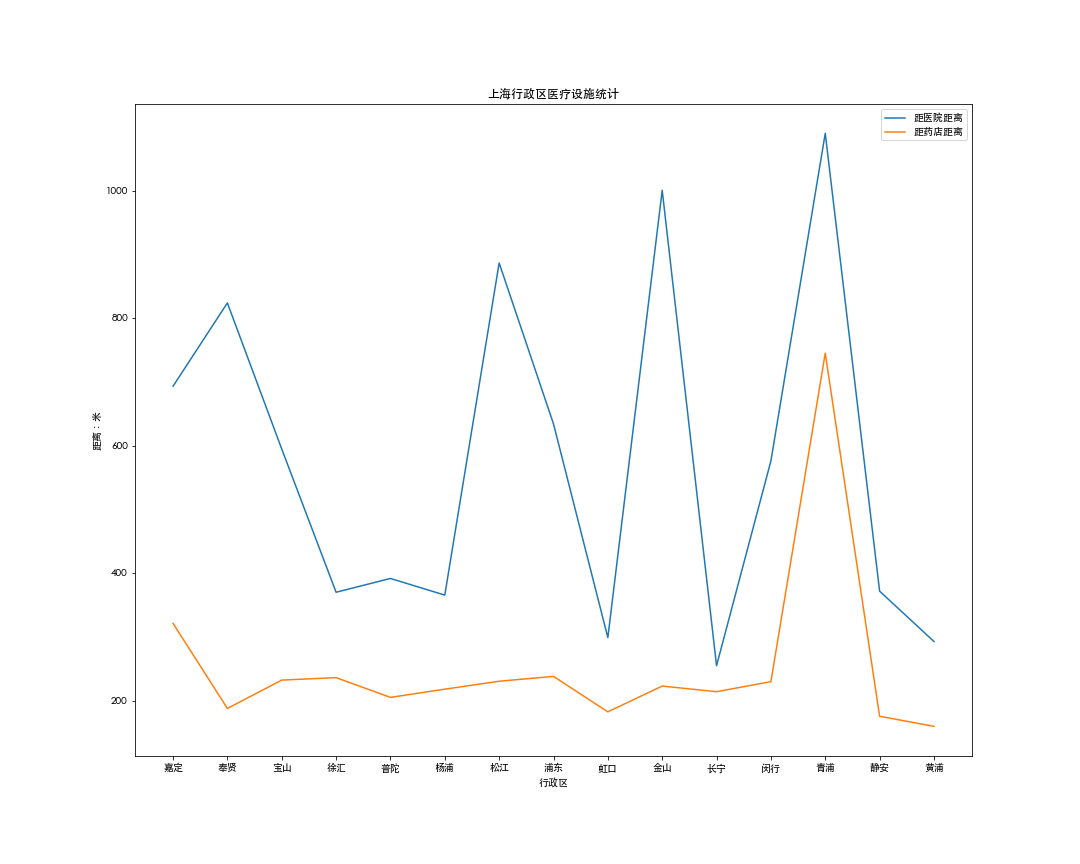 上海行政区医疗设施统计
距医院距离
距药店距离
1000
800
600
400
200
距离：米
嘉定 奉贤 宝山 徐汇 普陀 杨浦 松江 浦东 虹口 金山 长宁 闵行 青浦 静安 黄浦
行政区